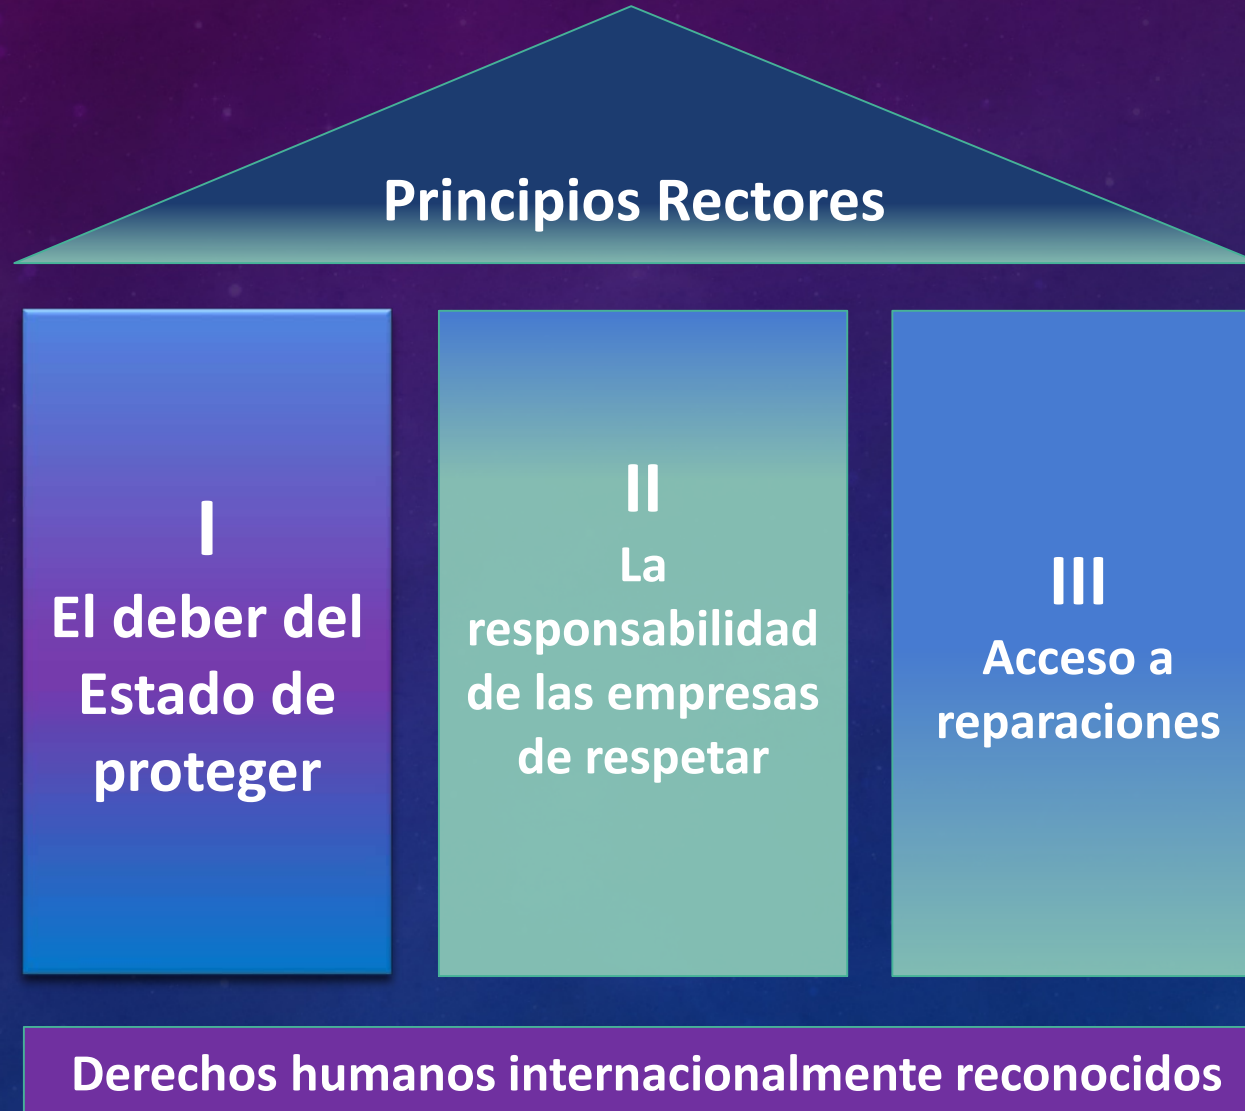 Principios Rectores
I
El deber del
Estado de
proteger
II
La
responsabilidad
de las empresas
de respetar
III
Acceso a
reparaciones
Derechos humanos internacionalmente reconocidos